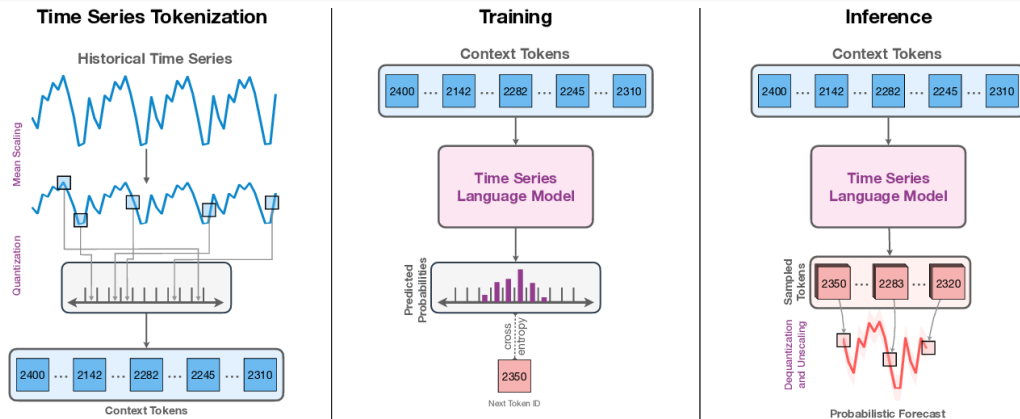 Time Series Tokenization
Historical Time Series
Mean Scaling
Quantization
2400 ... 2142 ... 2282 ... 2245 ... 2310
Context Tokens
Training
Context Tokens
2400 ... 2142 ... 2282 ... 2245 ... 2310
Time Series
Language Model
Predicted
Probabilities
cross
entropy
2350
Next Token ID
Inference
Context Tokens
2400 ... 2142 ... 2282 ... 2245 ... 2310
Time Series
Language Model
Sampled
Tokens
2350 ... 2283 ... 2320
Dequantization
and Unscaling
Probabilistic Forecast